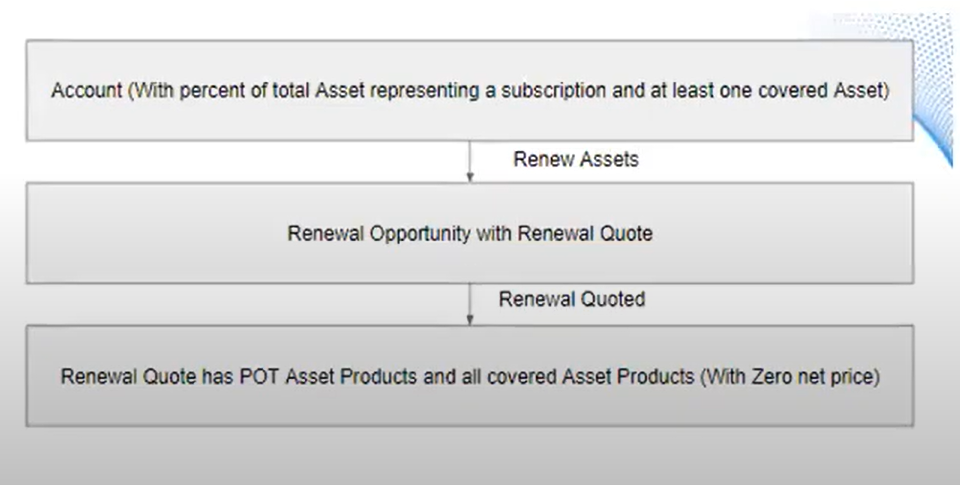 Account (With percent of total Asset representing a subscription and at least one covered Asset)
Renew Assets
Renewal Opportunity with Renewal Quote
Renewal Quoted
Renewal Quote has POT Asset Products and all covered Asset Products (With Zero net price)